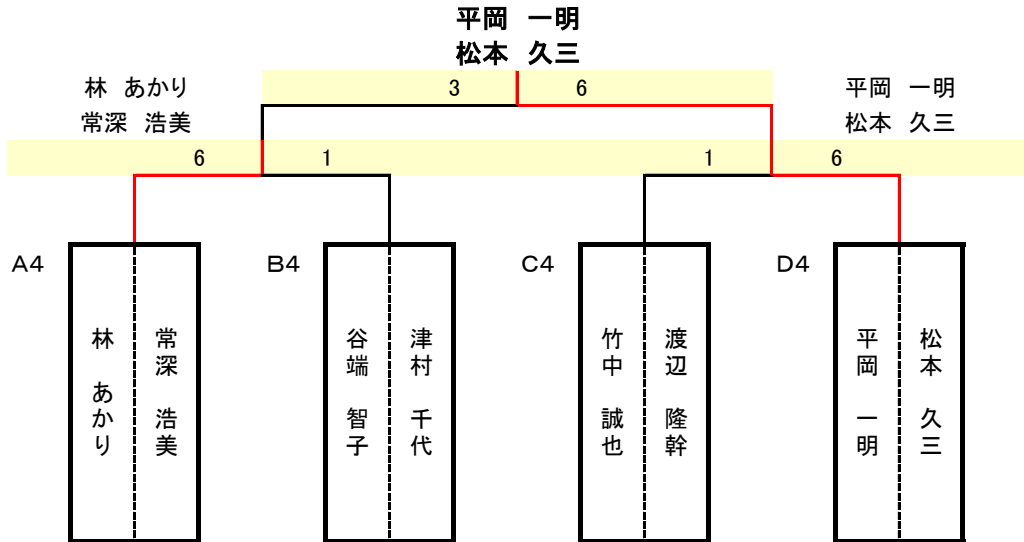 平岡　一明
松本　久三
3 6
林　あかり
常深　浩美
平岡　一明
松本　久三
6 1 1 6
A4
林　あかり
常深　浩美
B4
谷端　智子
津村　千代
C4
竹中　誠也
渡辺　隆幹
D4
平岡　一明
松本　久三